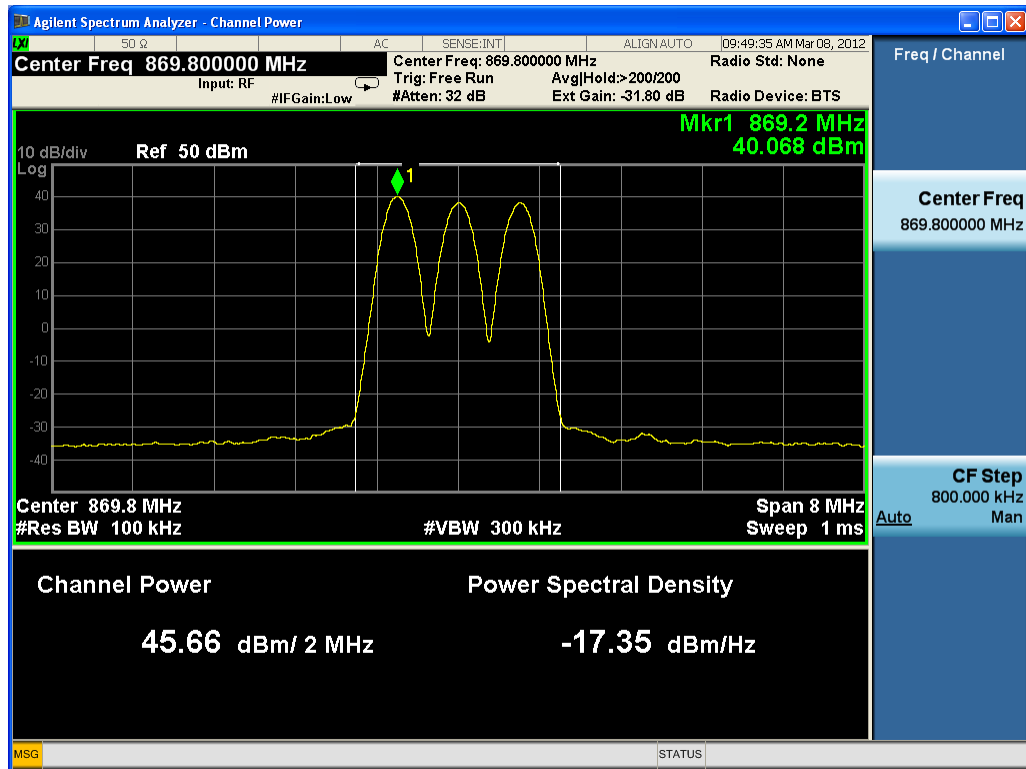 Agilent Spectrum Analyzer - Channel Power
LXI 50 Ω AC SENSE:INT ALIGN AUTO 09:49:35 AM Mar 08, 2012
Center Freq 869.800000 MHz
Input: RF
#IFGain:Low
Center Freq: 869.800000 MHz
Trig: Free Run Avg|Hold:>200/200
#Atten: 32 dB Ext Gain: -31.80 dB
Radio Std: None
Radio Device: BTS
Freq / Channel
Mkr1 869.2 MHz
40.068 dBm
10 dB/div Ref 50 dBm
Log
1
40
30
20
10
0
-10
-20
-30
-40
Center 869.8 MHz Span 8 MHz
#Res BW 100 kHz #VBW 300 kHz Sweep 1 ms
Center Freq
869.800000 MHz
CF Step
800.000 kHz
Auto Man
Channel Power Power Spectral Density
45.66 dBm/ 2 MHz -17.35 dBm/Hz
MSG STATUS